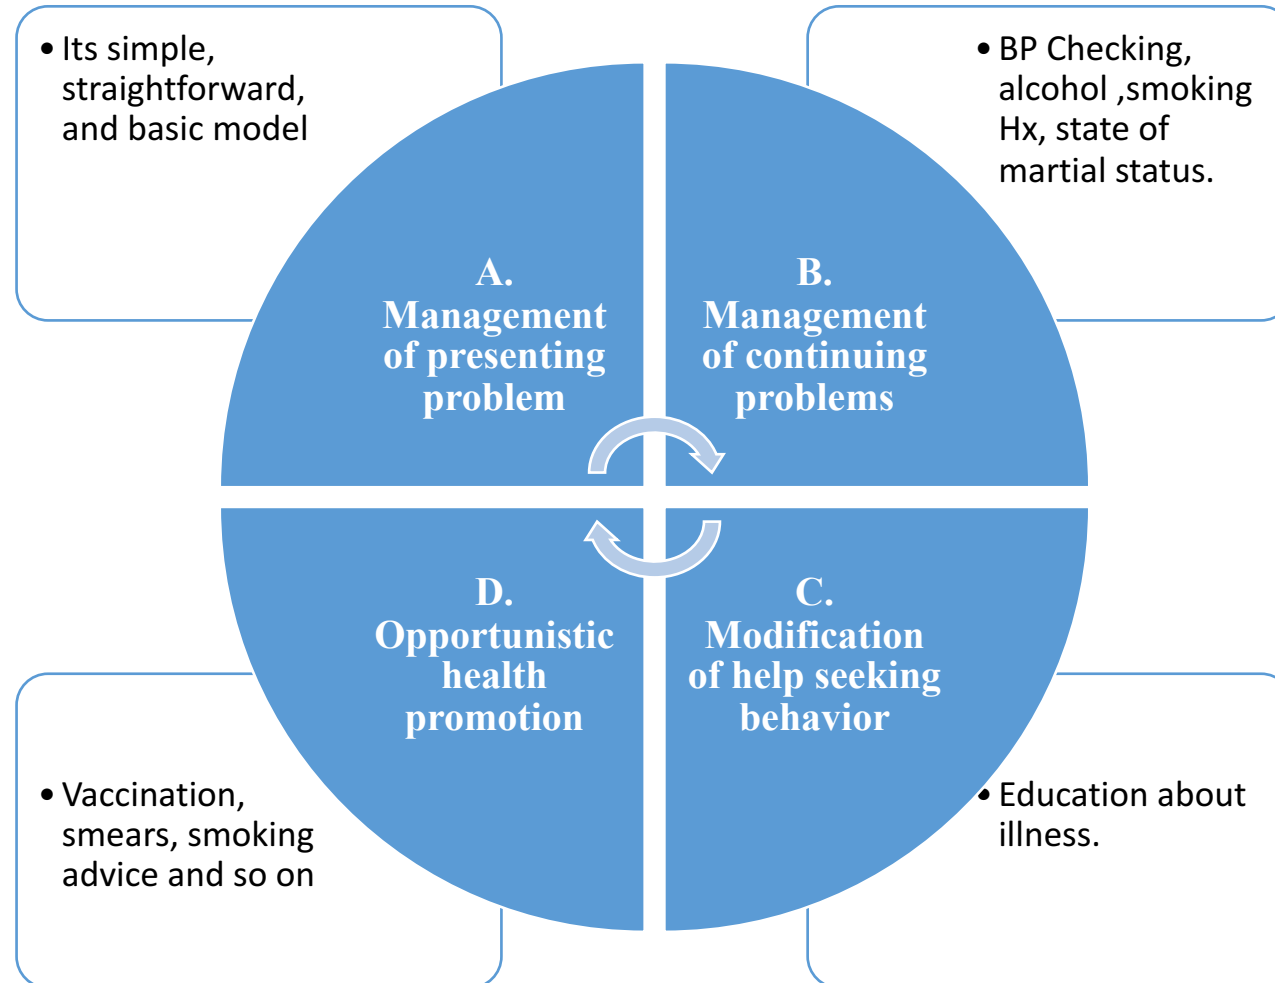 • Its simple,
straightforward,
and basic model
• BP Checking,
alcohol ,smoking
Hx, state of
martial status.
A.
Management
of presenting
problem
B.
Management
of continuing
problems
D.
Opportunistic
health
promotion
C.
Modification
of help seeking
behavior
• Vaccination,
smears, smoking
advice and so on
• Education about
illness.